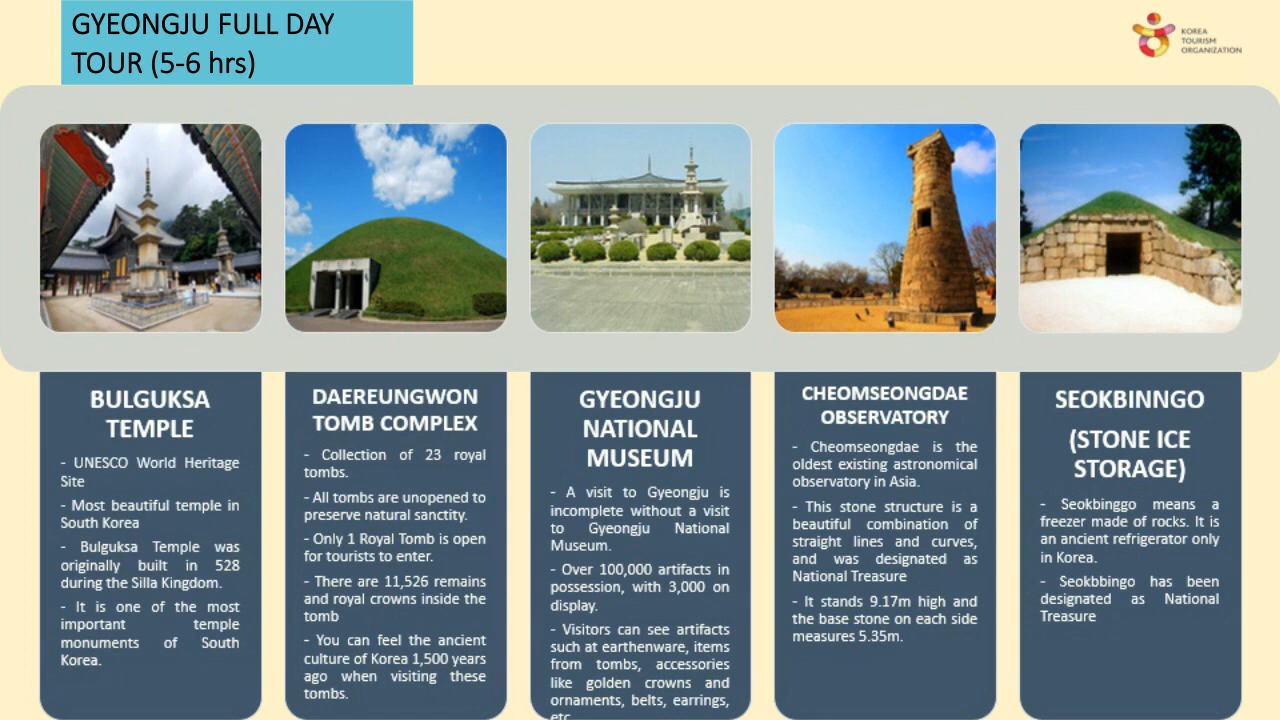 GYEONGJU FULL DAY
TOUR (5-6 hrs)
KOREA
TOURISM
ORGANIZATION
BULGUKSA
TEMPLE
- UNESCO World Heritage
Site
- Most beautiful temple in
South Korea
- Bulguksa Temple was
originally built in 528
during the Silla Kingdom.
- It is one of the most
important temple
monuments of South
Korea.
DAEREUNGWON
TOMB COMPLEX
- Collection of 23 royal
tombs.
- All tombs are unopened to
preserve natural sanctity.
- Only 1 Royal Tomb is open
for tourists to enter.
- There are 11,526 remains
and royal crowns inside the
tomb
- You can feel the ancient
culture of Korea 1,500 years
ago when visiting these
tombs.
GYEONGJU
NATIONAL
MUSEUM
- A visit to Gyeongju is
incomplete without a visit
to Gyeongju National
Museum.
- Over 100,000 artifacts in
possession, with 3,000 on
display.
- Visitors can see artifacts
such at earthenware, items
from tombs, accessories
like golden crowns and
ornaments, belts, earrings,
etc
CHEOMSEONGDAE
OBSERVATORY
- Cheomseongdae is the
oldest existing astronomical
observatory in Asia.
- This stone structure is a
beautiful combination of
straight lines and curves,
and was designated as
National Treasure
- It stands 9.17m high and
the base stone on each side
measures 5.35m.
SEOKBINNGO
(STONE ICE
STORAGE)
- Seokbinggo means a
freezer made of rocks. It is
an ancient refrigerator only
in Korea.
- Seokbbingo has been
designated as National
Treasure